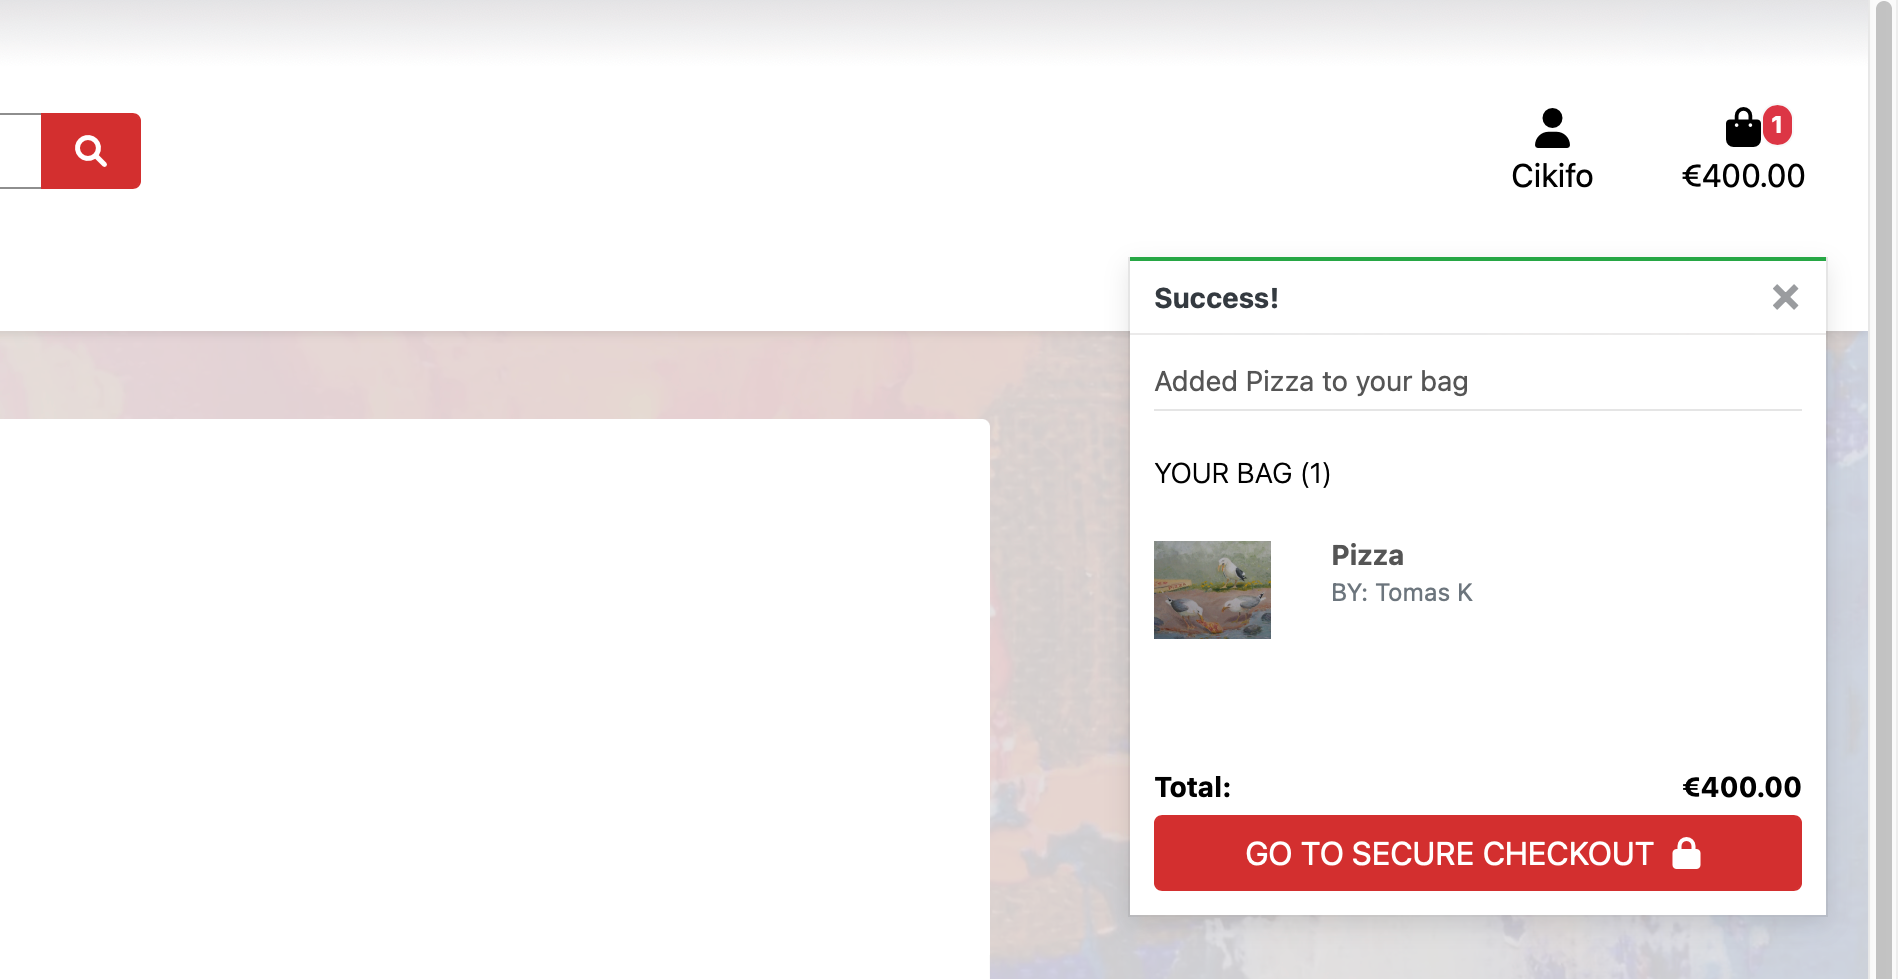 Cikifo
1
€400.00
Success!
Added Pizza to your bag
YOUR BAG (1)
Pizza
BY: Tomas K
Total:
€400.00
GO TO SECURE CHECKOUT